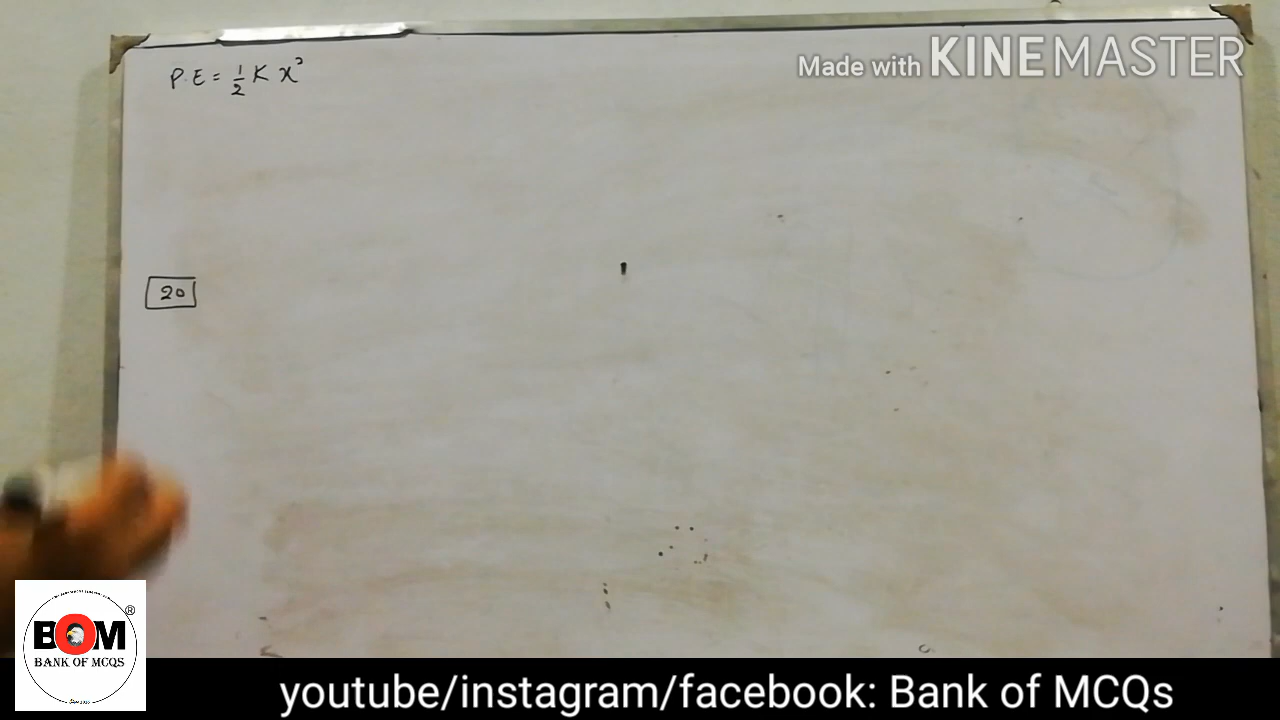 P.E = 1/2 K x²
Made with KINEMASTER
20
BOM
®
BANK OF MCQS
youtube/instagram/facebook: Bank of MCQs